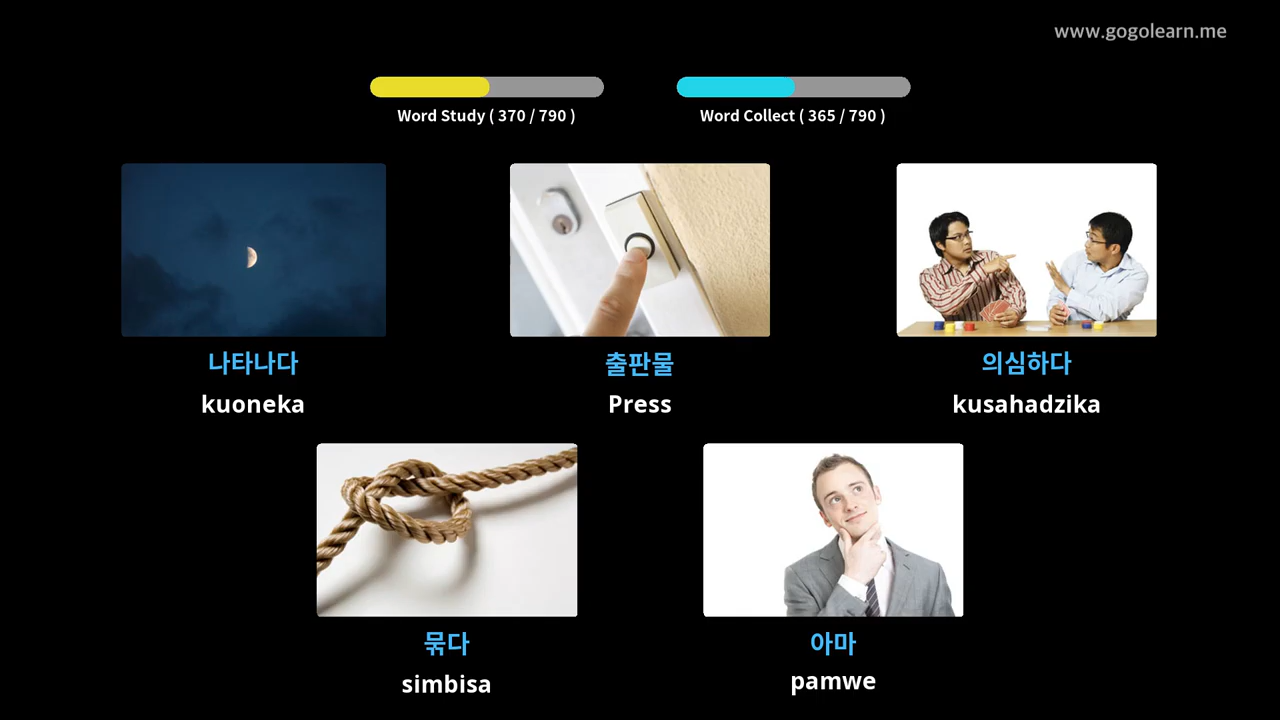 www.gogolearn.me
Word Study ( 370 / 790 )
Word Collect ( 365 / 790 )
나타나다
kuoneka
출판물
Press
의심하다
kusahadzika
묶다
simbisa
아마
pamwe